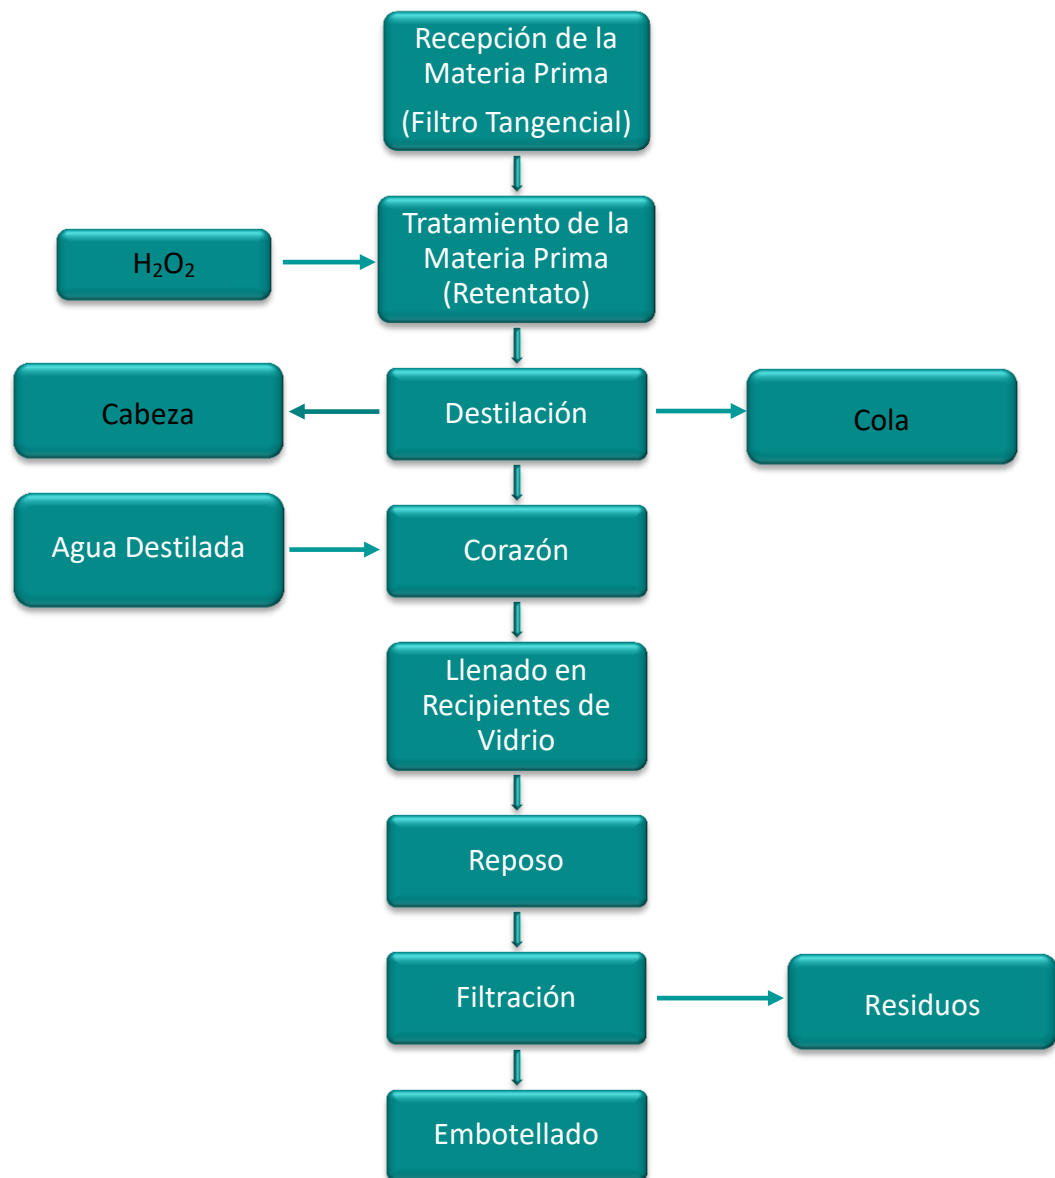 Recepción de la
Materia Prima
(Filtro Tangencial)
Tratamiento de la
Materia Prima
(Retentato)
H₂O₂
Cabeza
Destilación
Cola
Agua Destilada
Corazón
Llenado en
Recipientes de
Vidrio
Reposo
Filtración
Residuos
Embotellado